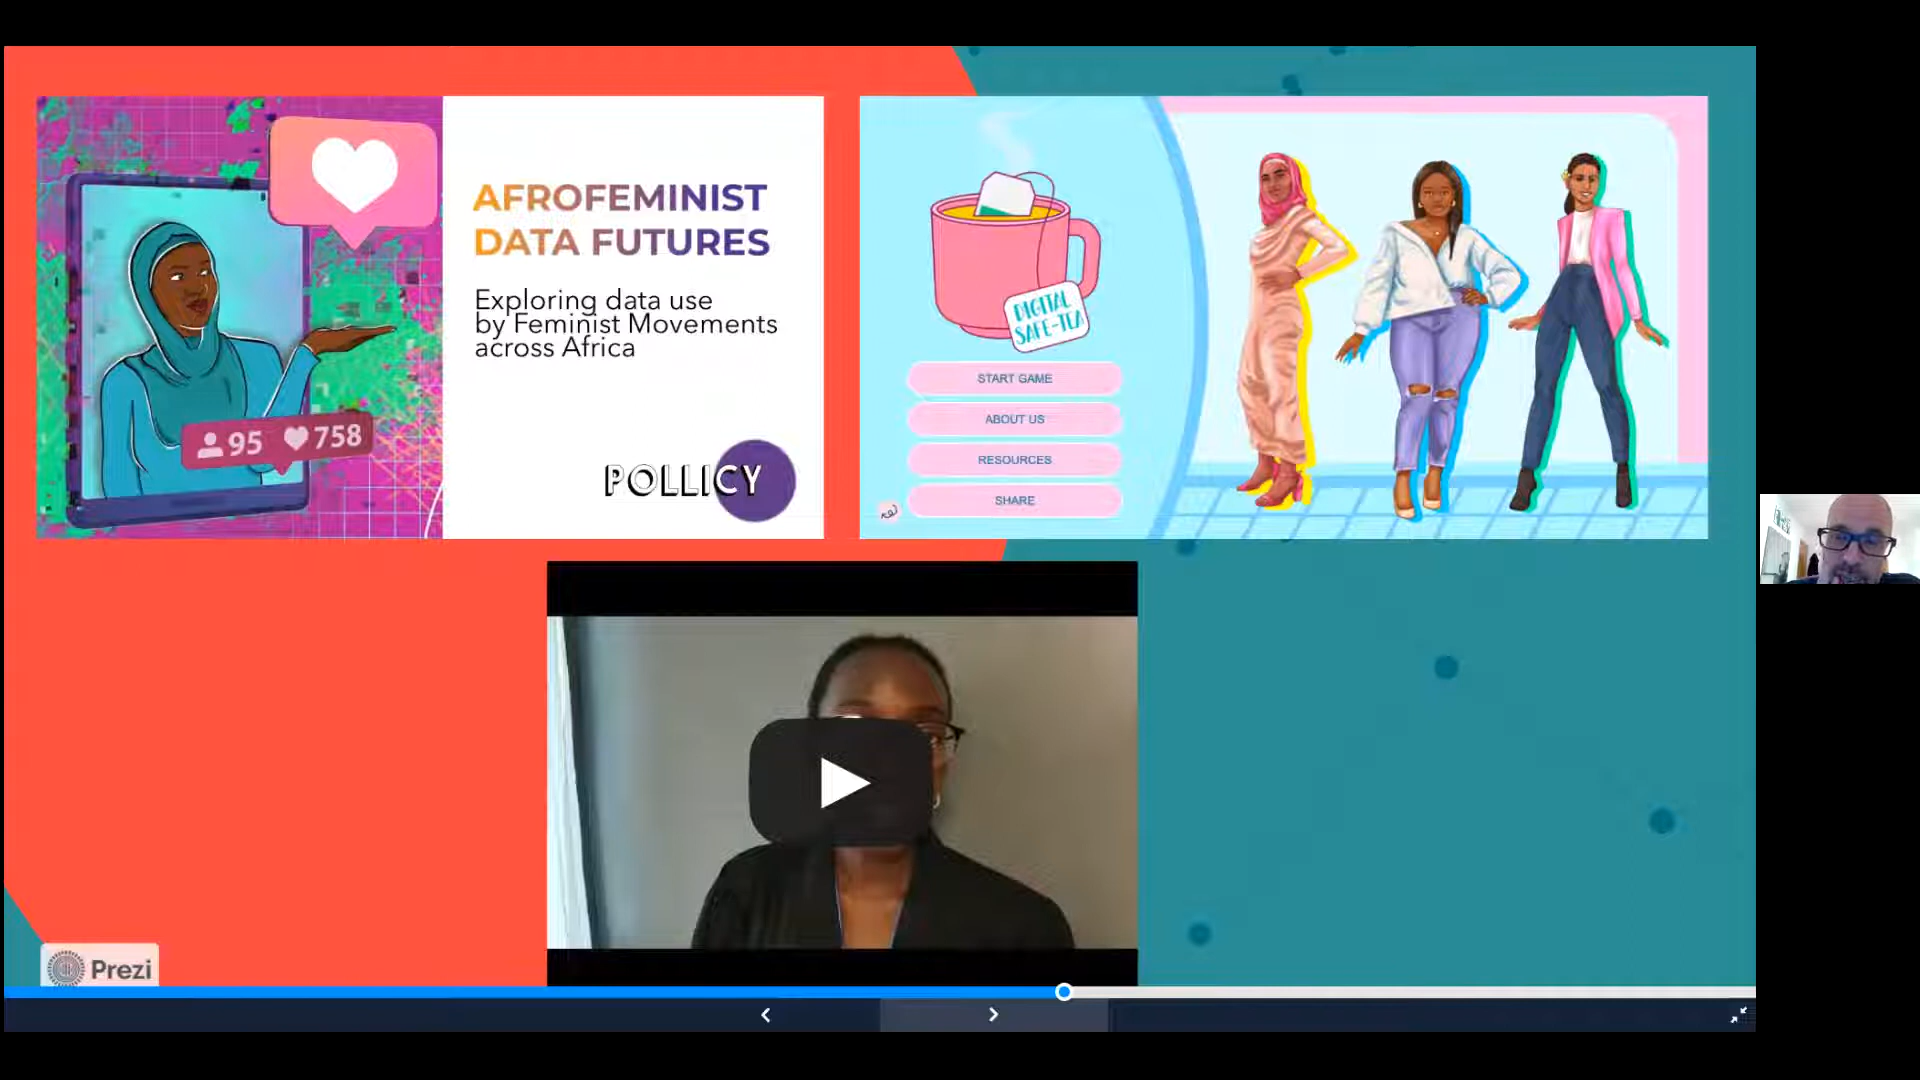 AFROFEMINIST
DATA FUTURES
Exploring data use
by Feminist Movements
across Africa
95 758
POLLICY
DIGITAL
SAFE-TEA
START GAME
ABOUT US
RESOURCES
SHARE
Prezi